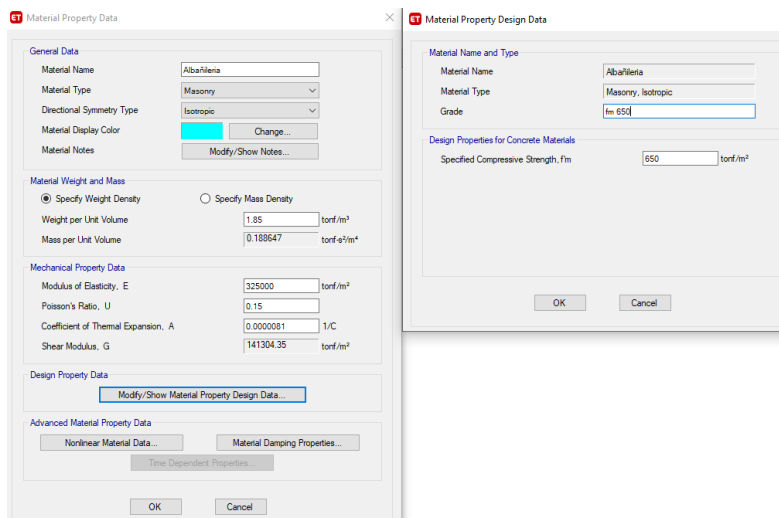 ET Material Property Data
General Data
Material Name Albañileria
Material Type Masonry
Directional Symmetry Type Isotropic
Material Display Color Change...
Material Notes Modify/Show Notes...
Material Weight and Mass
Specify Weight Density Specify Mass Density
Weight per Unit Volume 1.85 tonf/m³
Mass per Unit Volume 0.188647 tonf-s²/m⁴
Mechanical Property Data
Modulus of Elasticity, E 325000 tonf/m²
Poisson's Ratio, U 0.15
Coefficient of Thermal Expansion, A 0.0000081 1/C
Shear Modulus, G 141304.35 tonf/m²
Design Property Data
Modify/Show Material Property Design Data...
Advanced Material Property Data
Nonlinear Material Data... Material Damping Properties...
Time Dependent Properties...
OK Cancel
ET Material Property Design Data
Material Name and Type
Material Name Albañileria
Material Type Masonry, Isotropic
Grade fm 650
Design Properties for Concrete Materials
Specified Compressive Strength, f'm 650 tonf/m²
OK Cancel